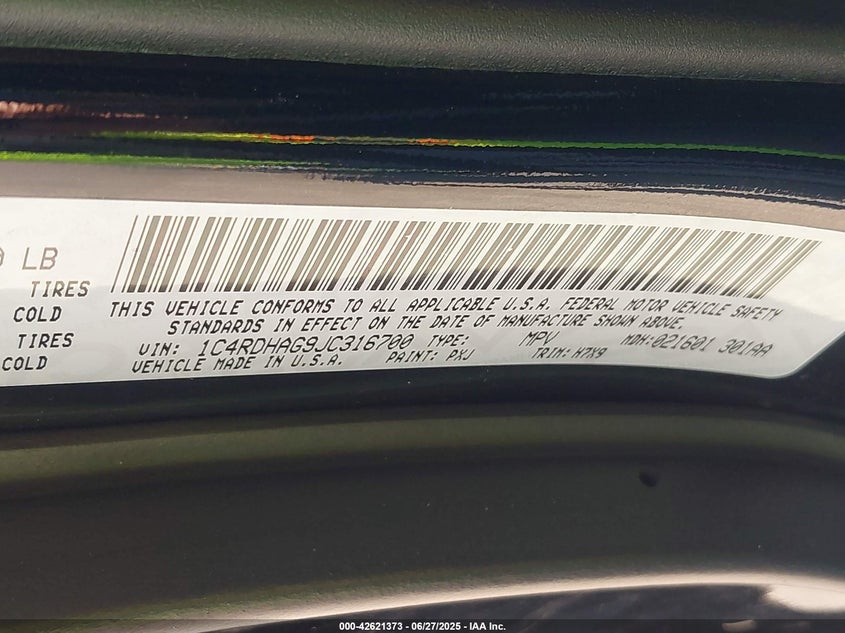 LB
TIRES
COLD
TIRES
COLD
THIS VEHICLE CONFORMS TO ALL APPLICABLE U.S.A. FEDERAL MOTOR VEHICLE SAFETY
STANDARDS IN EFFECT ON THE DATE OF MANUFACTURE SHOWN ABOVE.
VIN: 1C4RDHAG9JC316700 TYPE: MPV MDH:021601 301AA
VEHICLE MADE IN U.S.A. PAINT: PXJ TRIM: H7X9
000-42621373 | 06/27/2025 - IAA Inc.